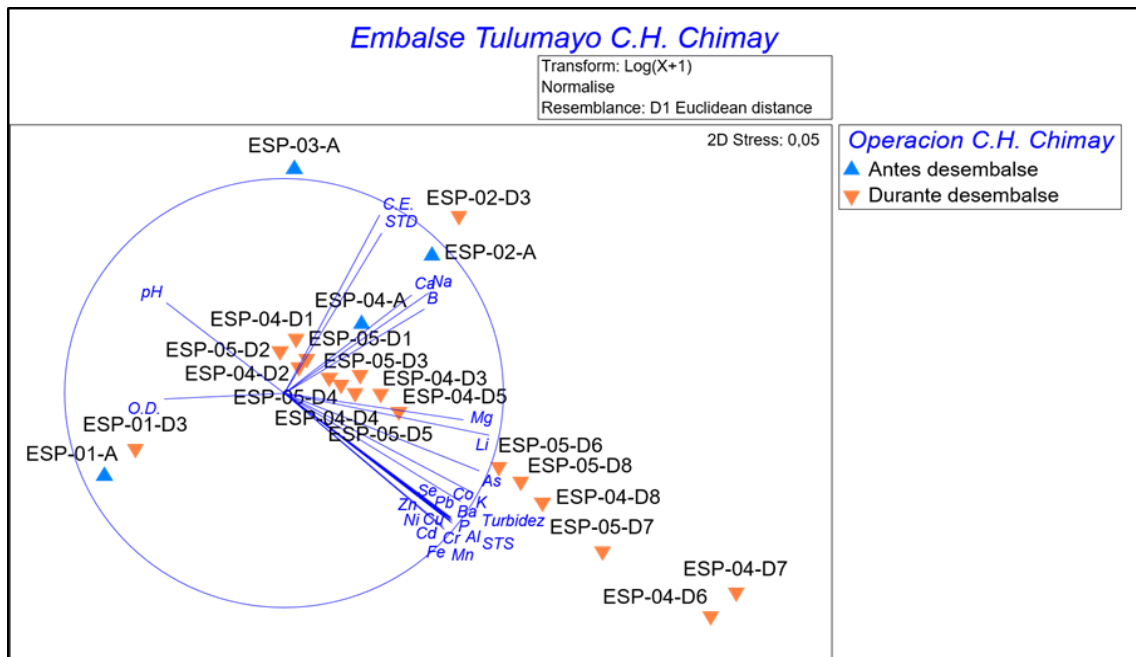 Embalse Tulumayo C.H. Chimay
Transform: Log(X+1)
Normalise
Resemblance: D1 Euclidean distance
2D Stress: 0,05
Operacion C.H. Chimay
Antes desembalse
Durante desembalse
ESP-03-A
C.E.
STD
ESP-02-D3
ESP-02-A
pH
Ca
Na
B
ESP-04-A
ESP-04-D1
ESP-05-D1
ESP-05-D2
ESP-05-D3
ESP-04-D2
ESP-04-D3
ESP-05-D4
ESP-04-D5
O.D.
ESP-01-D3
ESP-04-D4
Mg
ESP-05-D5
Li
ESP-01-A
ESP-05-D6
As
ESP-05-D8
Se
Co
Zn
Pb
K
ESP-04-D8
Ba
Ni
Cu
P
Turbidez
ESP-05-D7
Cd
Cr
Al
STS
Fe
Mn
ESP-04-D7
ESP-04-D6